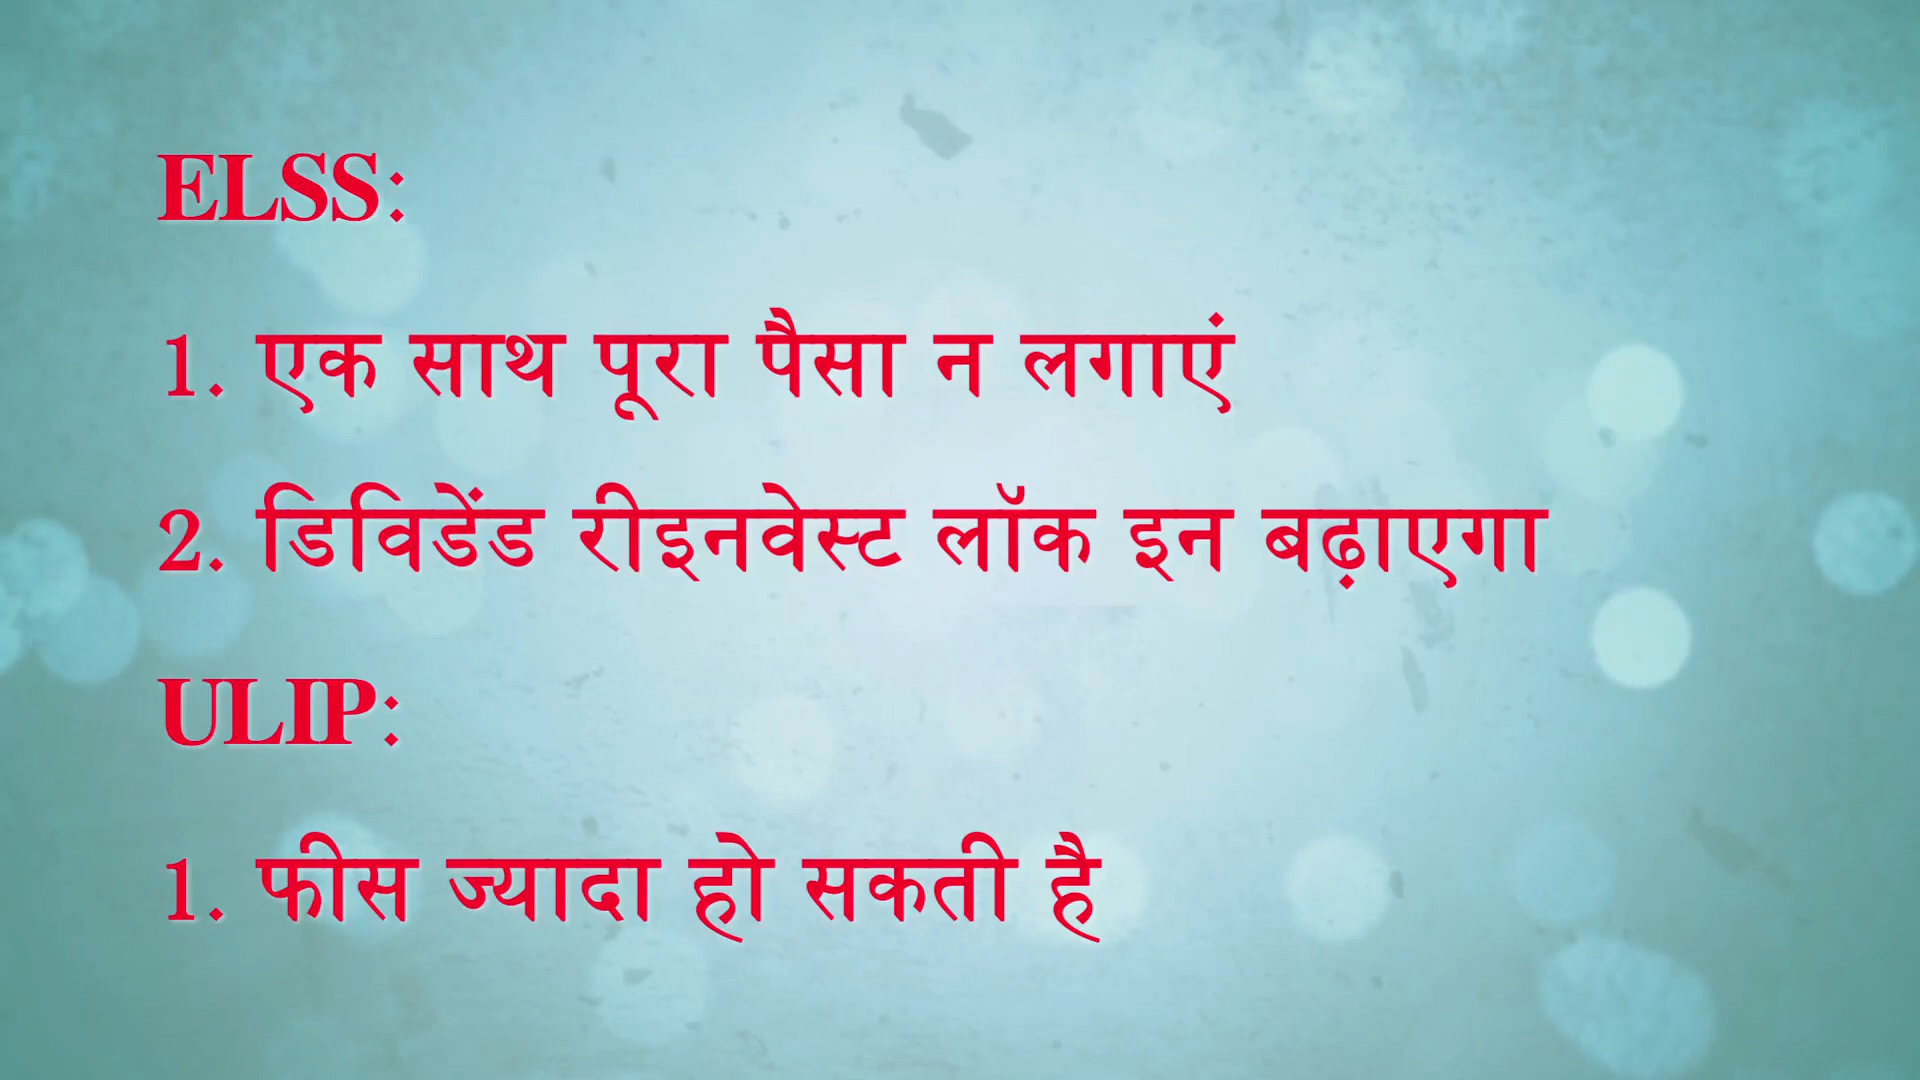 ELSS:
1. एक साथ पूरा पैसा न लगाएं
2. डिविडेंड रीइनवेस्ट लॉक इन बढ़ाएगा
ULIP:
1. फीस ज्यादा हो सकती है